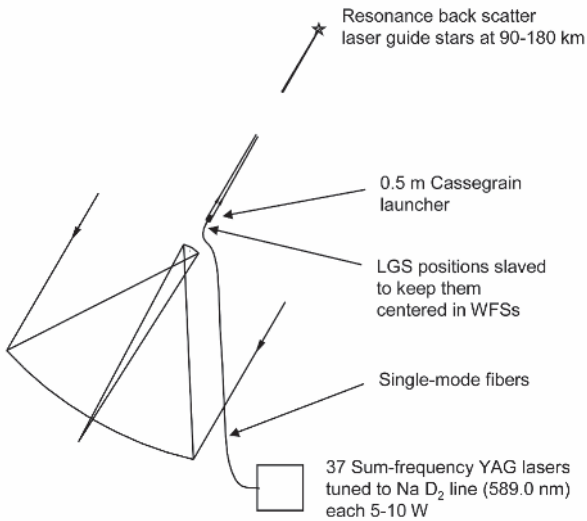 Resonance back scatter
laser guide stars at 90-180 km
0.5 m Cassegrain
launcher
LGS positions slaved
to keep them
centered in WFSs
Single-mode fibers
37 Sum-frequency YAG lasers
tuned to Na D₂ line (589.0 nm)
each 5-10 W